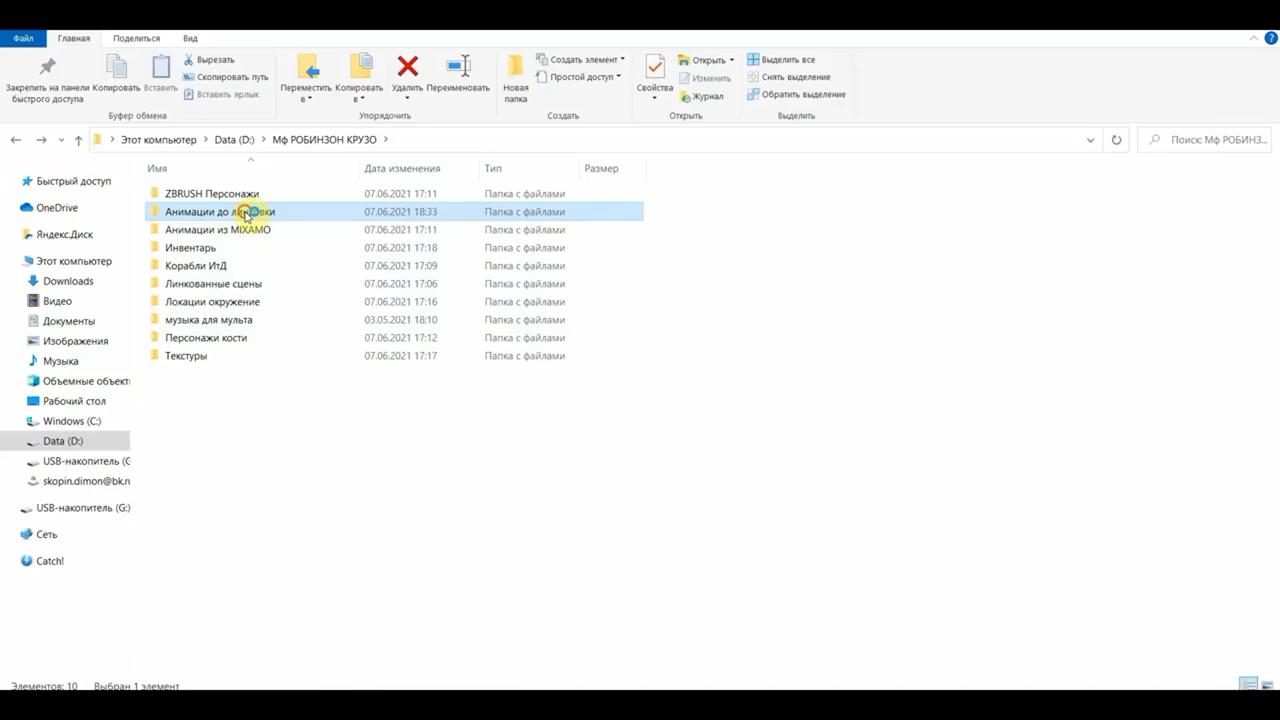 Файл Главная Поделиться Вид
Закрепить на панели быстрого доступа
Копировать
Вставить
Вырезать
Скопировать путь
Вставить ярлык
Переместить в
Копировать в
Удалить
Переименовать
Новая папка
Создать элемент
Простой доступ
Свойства
Открыть
Изменить
Журнал
Выделить все
Снять выделение
Обратить выделение
Буфер обмена Упорядочить Создать Открыть Выделить
Этот компьютер Data (D:) Мф РОБИНЗОН КРУЗО
Поиск: Мф РОБИНЗ...
Имя Дата изменения Тип Размер
ZBRUSH Персонажи 07.06.2021 17:11 Папка с файлами
Анимации до 07.06.2021 18:33 Папка с файлами
Анимации из MIXAMO 07.06.2021 17:11 Папка с файлами
Инвентарь 07.06.2021 17:18 Папка с файлами
Корабли ИтД 07.06.2021 17:09 Папка с файлами
Линкованные сцены 07.06.2021 17:06 Папка с файлами
Локации окружение 07.06.2021 17:16 Папка с файлами
музыка для мульта 03.05.2021 18:10 Папка с файлами
Персонажи кости 07.06.2021 17:12 Папка с файлами
Текстуры 07.06.2021 17:17 Папка с файлами
Быстрый доступ
OneDrive
Яндекс.Диск
Этот компьютер
Downloads
Видео
Документы
Изображения
Музыка
Объемные объект
Рабочий стол
Windows (C:)
Data (D:)
USB-накопитель (G
skopin.dimon@bk.ru
USB-накопитель (G:)
Сеть
Catch!
Элементов: 10 Выбран 1 элемент